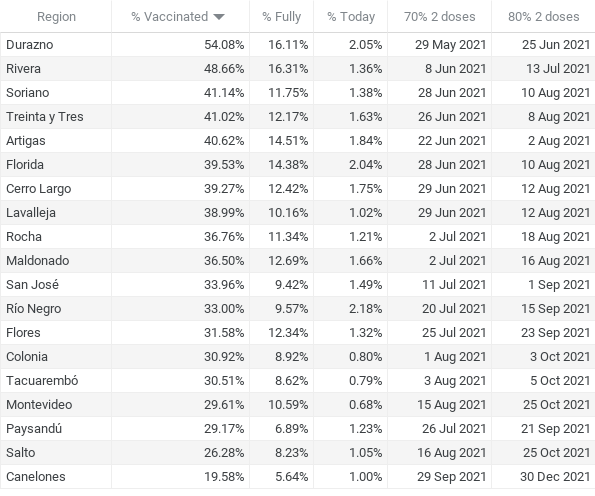 Region % Vaccinated % Fully % Today 70% 2 doses 80% 2 doses
Durazno 54.08% 16.11% 2.05% 29 May 2021 25 Jun 2021
Rivera 48.66% 16.31% 1.36% 8 Jun 2021 13 Jul 2021
Soriano 41.14% 11.75% 1.38% 28 Jun 2021 10 Aug 2021
Treinta y Tres 41.02% 12.17% 1.63% 26 Jun 2021 8 Aug 2021
Artigas 40.62% 14.51% 1.84% 22 Jun 2021 2 Aug 2021
Florida 39.53% 14.38% 2.04% 28 Jun 2021 10 Aug 2021
Cerro Largo 39.27% 12.42% 1.75% 29 Jun 2021 12 Aug 2021
Lavalleja 38.99% 10.16% 1.02% 29 Jun 2021 12 Aug 2021
Rocha 36.76% 11.34% 1.21% 2 Jul 2021 18 Aug 2021
Maldonado 36.50% 12.69% 1.66% 2 Jul 2021 16 Aug 2021
San José 33.96% 9.42% 1.49% 11 Jul 2021 1 Sep 2021
Río Negro 33.00% 9.57% 2.18% 20 Jul 2021 15 Sep 2021
Flores 31.58% 12.34% 1.32% 25 Jul 2021 23 Sep 2021
Colonia 30.92% 8.92% 0.80% 1 Aug 2021 3 Oct 2021
Tacuarembó 30.51% 8.62% 0.79% 3 Aug 2021 5 Oct 2021
Montevideo 29.61% 10.59% 0.68% 15 Aug 2021 25 Oct 2021
Paysandú 29.17% 6.89% 1.23% 26 Jul 2021 21 Sep 2021
Salto 26.28% 8.23% 1.05% 16 Aug 2021 25 Oct 2021
Canelones 19.58% 5.64% 1.00% 29 Sep 2021 30 Dec 2021